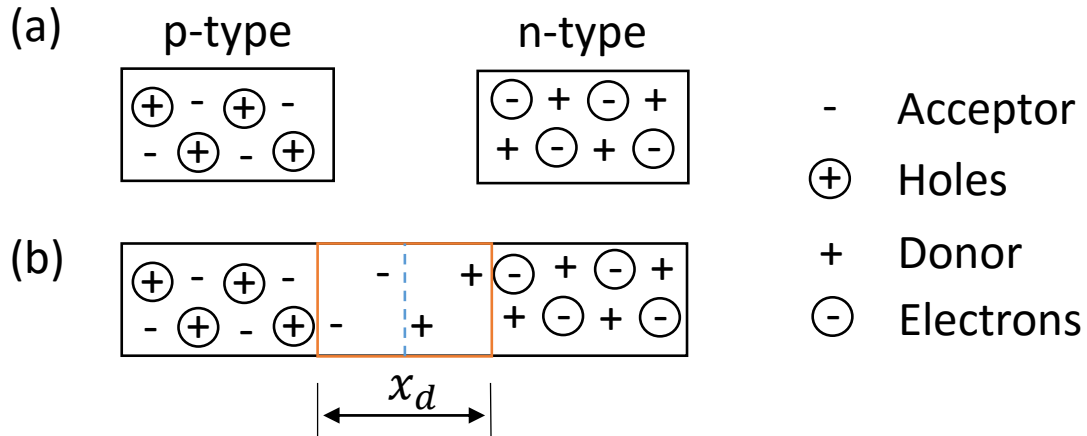 (a)
p-type
n-type
+ - + -
- + - +
- + - +
+ - + -
- Acceptor
+ Holes
+ Donor
- Electrons
(b)
+ - + - - + - + - +
- + - + - + + - + -
x_d